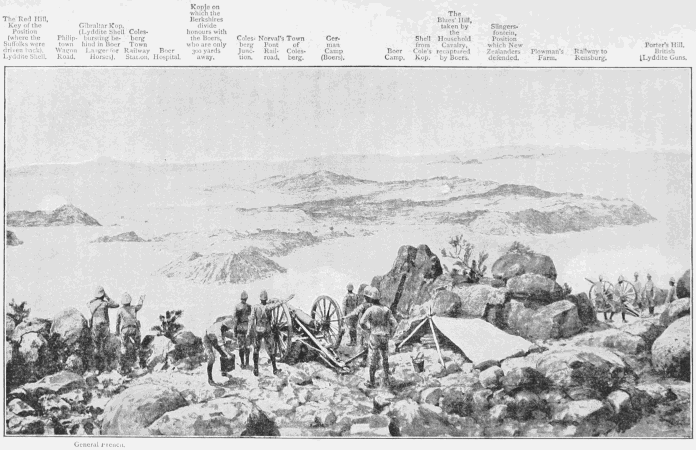 The Red Hill,
Key of the
Position
(where the
Suffolks were
driven back).
Lyddite Shell.
Philip-
town
Wagon
Road.
Gibraltar Kop,
(Lyddite Shell
bursting be-
hind in Boer
Laager for
Horses).
Coles-
berg
Town
Railway
Station.
Boer
Hospital.
Kopje on
which the
Berkshires
divide
honours with
the Boers,
who are only
yards
away.
Coles-
berg
Junc-
tion.
Norval's
Pont
Rail-
road,
Town
of
Coles-
berg.
Ger-
man
Camp
(Boers).
Boer
Camp.
Shell
from
Cole's
Kop.
The
Boers' Hill,
taken by
the
Household
Cavalry,
recaptured
by Boers.
Slingers-
fontein,
Position
which New
Zealanders
defended.
Plewman's
Farm.
Railway to
Rensburg.
Porter's Hill,
British
(Lyddite Guns.
General French.